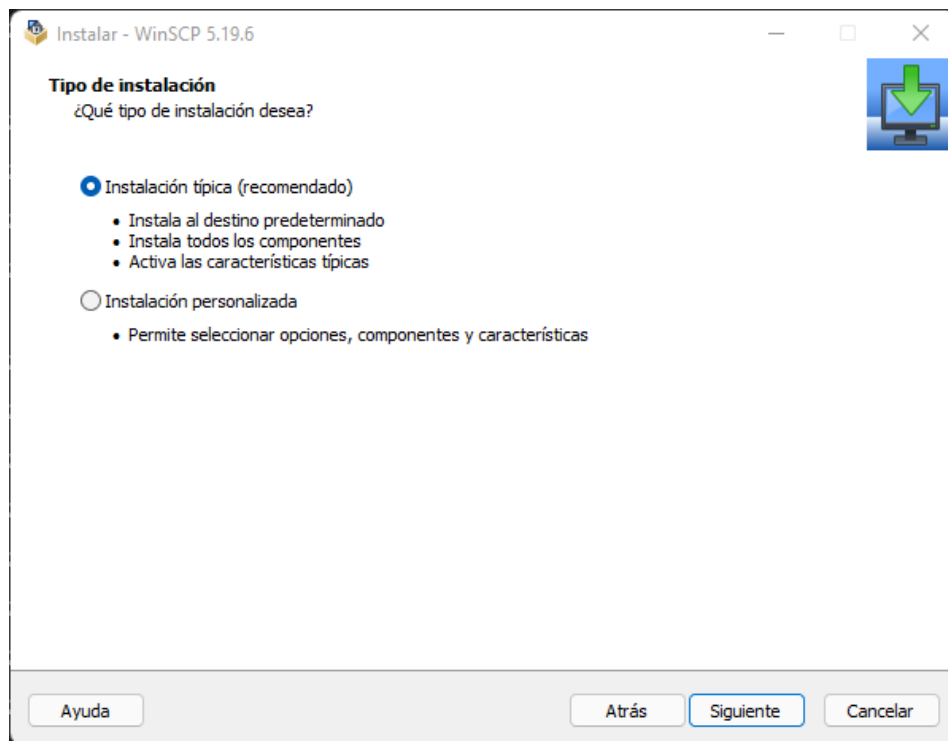 Instalar - WinSCP 5.19.6
Tipo de instalación
¿Qué tipo de instalación desea?
Instalación típica (recomendado)
• Instala al destino predeterminado
• Instala todos los componentes
• Activa las características típicas
Instalación personalizada
• Permite seleccionar opciones, componentes y características
Ayuda Atrás Siguiente Cancelar